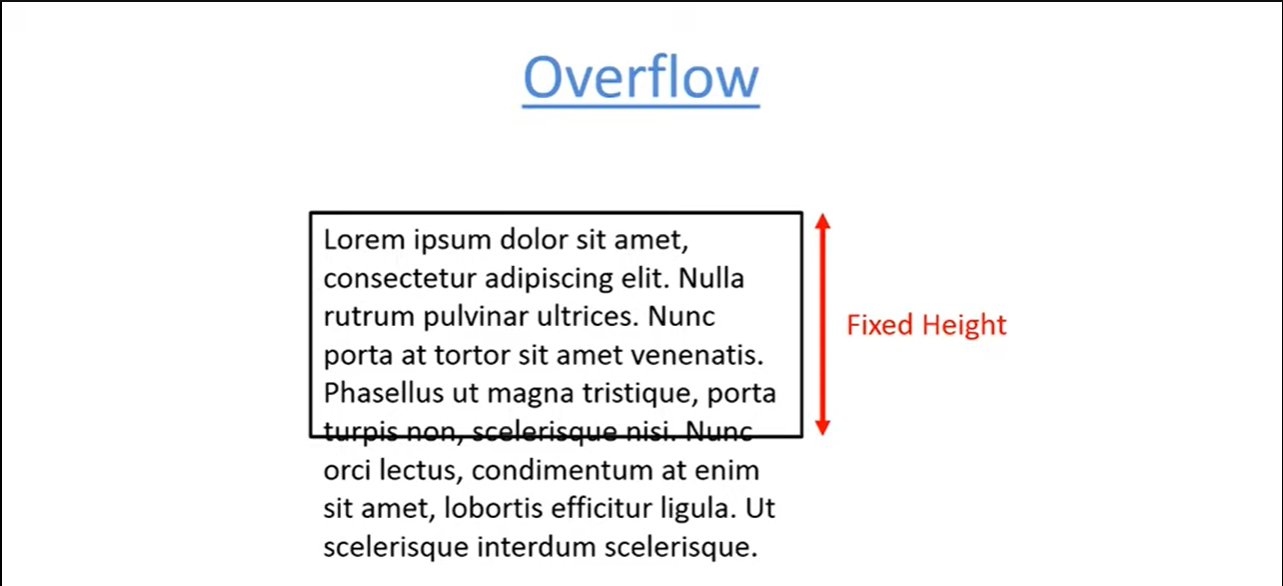 Overflow
Lorem ipsum dolor sit amet,
consectetur adipiscing elit. Nulla
rutrum pulvinar ultrices. Nunc
porta at tortor sit amet venenatis.
Phasellus ut magna tristique, porta
turpis non, scelerisque nisi. Nunc
orci lectus, condimentum at enim
sit amet, lobortis efficitur ligula. Ut
scelerisque interdum scelerisque.
Fixed Height